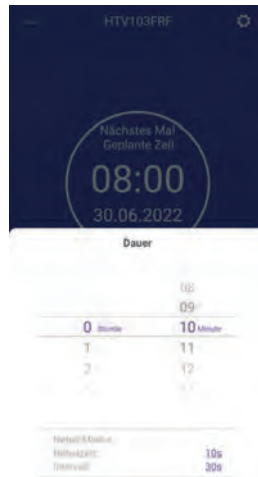 HTV103FRF
Nächstes Mal
Geplante Zeit
08:00
30.06.2022
Dauer
08
09
0 Stunde 10 Minute
1 11
2 12
Nebel-Modus
Nebelzeit: 10s
Intervall: 30s